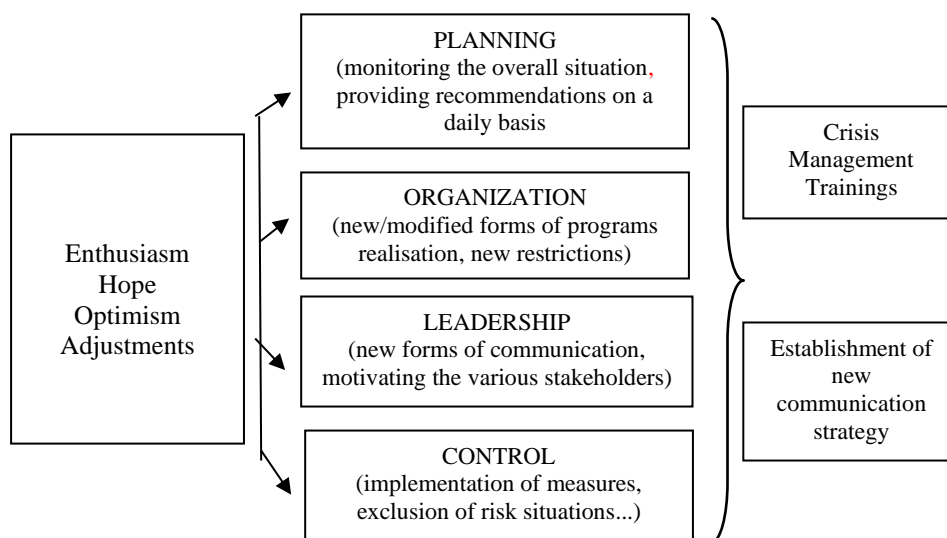 Enthusiasm
Hope
Optimism
Adjustments
PLANNING
(monitoring the overall situation,
providing recommendations on a
daily basis
ORGANIZATION
(new/modified forms of programs
realisation, new restrictions)
LEADERSHIP
(new forms of communication,
motivating the various stakeholders)
CONTROL
(implementation of measures,
exclusion of risk situations...)
Crisis
Management
Trainings
Establishment of
new
communication
strategy